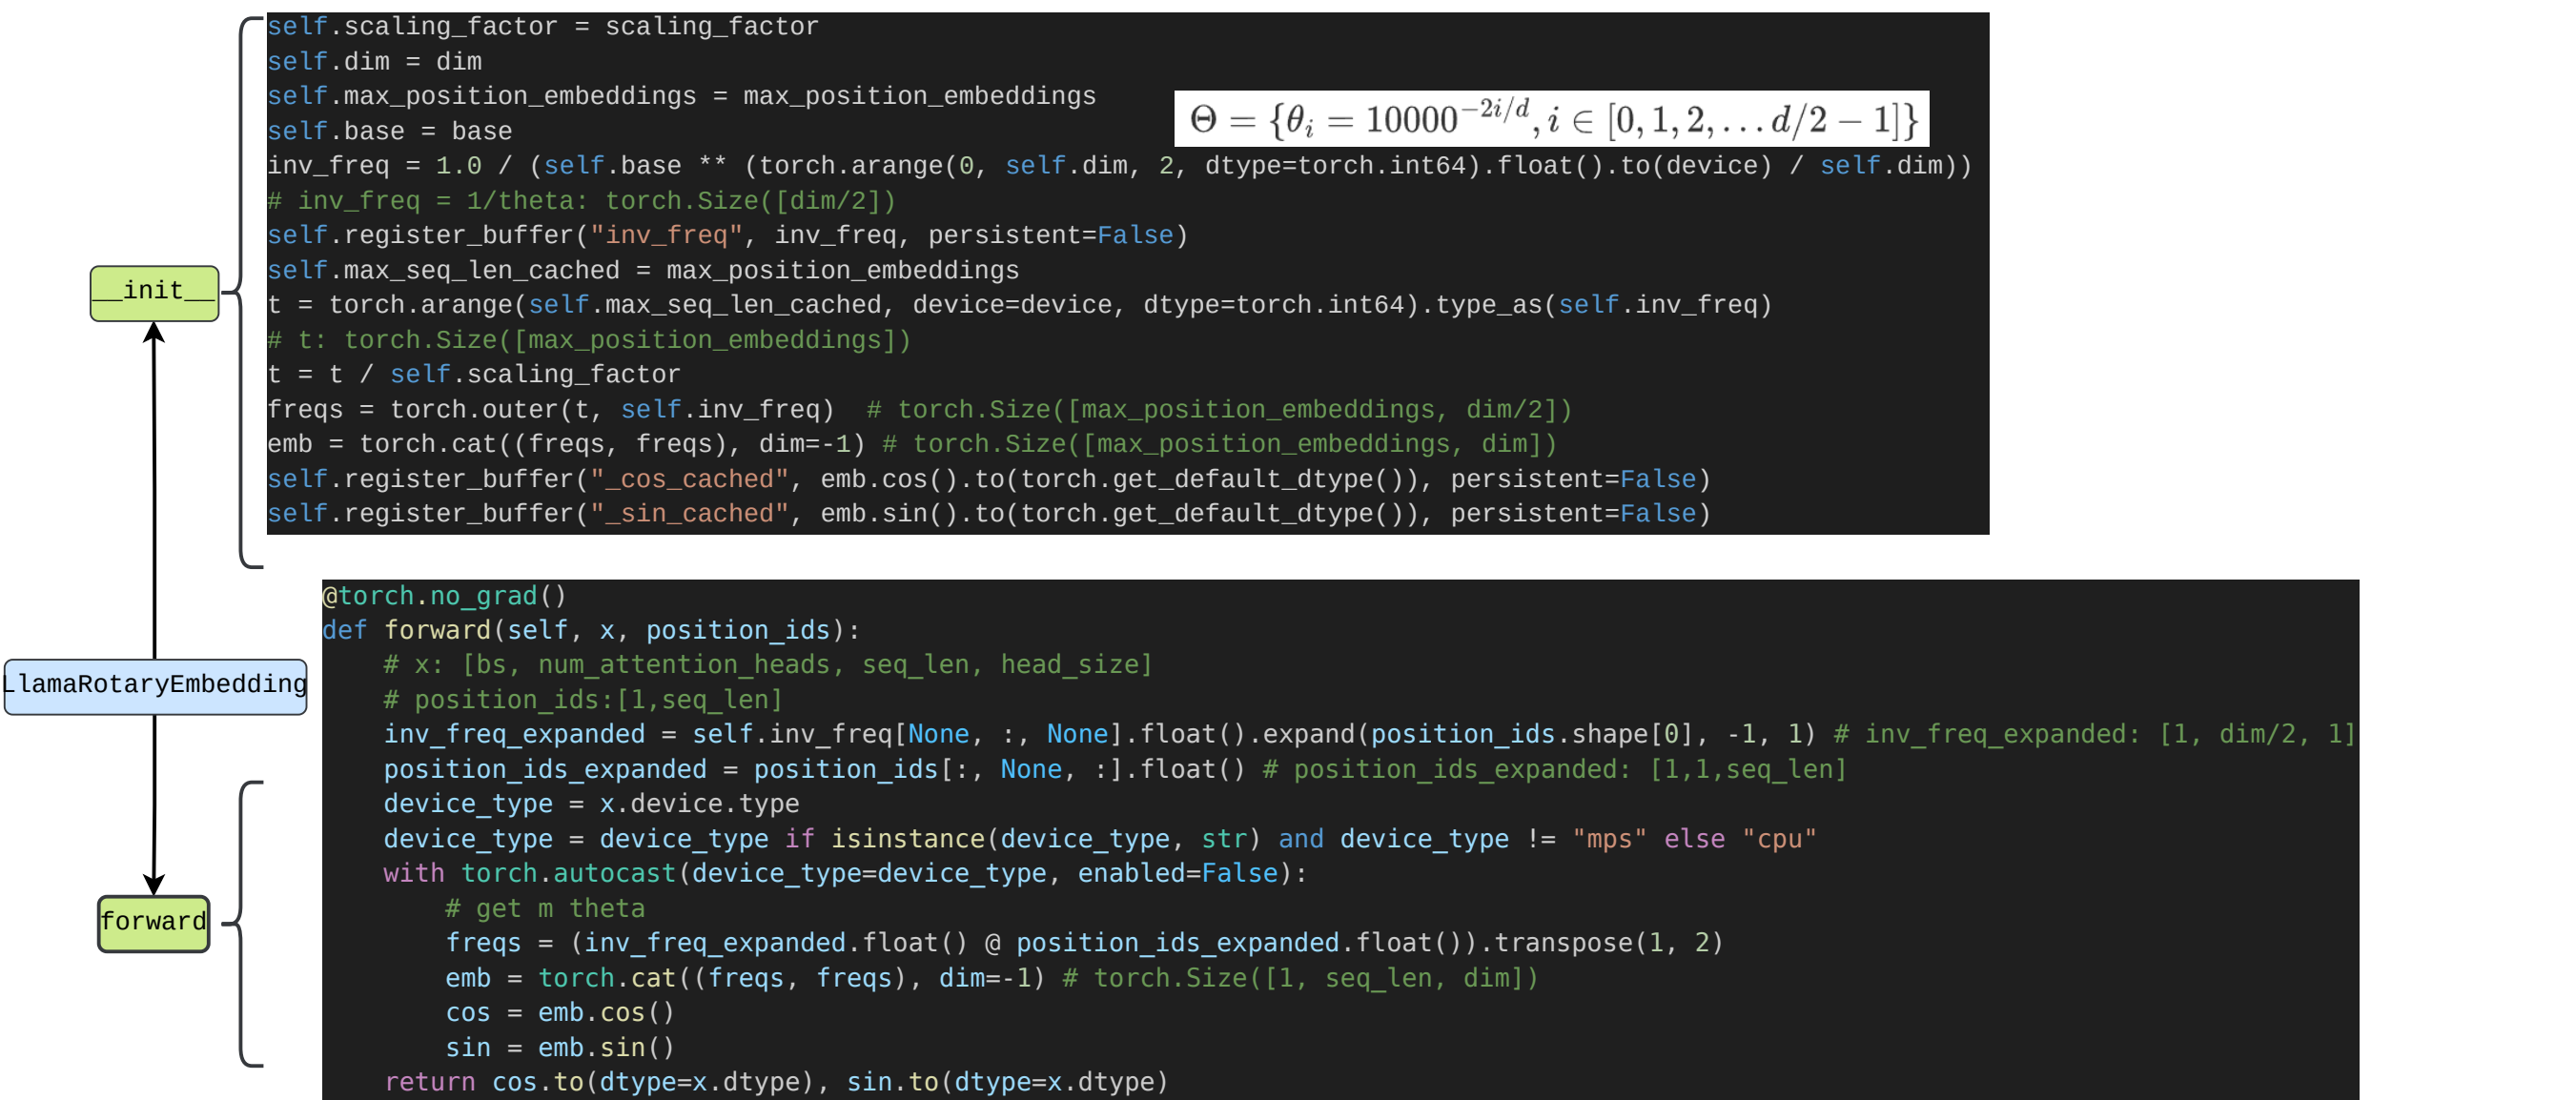 self.scaling_factor = scaling_factor
self.dim = dim
self.max_position_embeddings = max_position_embeddings
Θ = {θ_i = 10000^{−2i/d}, i ∈ [0, 1, 2, … d/2 − 1]}
self.base = base
inv_freq = 1.0 / (self.base ** (torch.arange(0, self.dim, 2, dtype=torch.int64).float().to(device) / self.dim))
# inv_freq = 1/theta: torch.Size([dim/2])
self.register_buffer("inv_freq", inv_freq, persistent=False)
self.max_seq_len_cached = max_position_embeddings
__init__
t = torch.arange(self.max_seq_len_cached, device=device, dtype=torch.int64).type_as(self.inv_freq)
# t: torch.Size([max_position_embeddings])
t = t / self.scaling_factor
freqs = torch.outer(t, self.inv_freq)  # torch.Size([max_position_embeddings, dim/2])
emb = torch.cat((freqs, freqs), dim=-1) # torch.Size([max_position_embeddings, dim])
self.register_buffer("_cos_cached", emb.cos().to(torch.get_default_dtype()), persistent=False)
self.register_buffer("_sin_cached", emb.sin().to(torch.get_default_dtype()), persistent=False)
LlamaRotaryEmbedding
@torch.no_grad()
def forward(self, x, position_ids):
    # x: [bs, num_attention_heads, seq_len, head_size]
    # position_ids:[1,seq_len]
    inv_freq_expanded = self.inv_freq[None, :, None].float().expand(position_ids.shape[0], -1, 1) # inv_freq_expanded: [1, dim/2, 1]
    position_ids_expanded = position_ids[:, None, :].float() # position_ids_expanded: [1,1,seq_len]
    device_type = x.device.type
    device_type = device_type if isinstance(device_type, str) and device_type != "mps" else "cpu"
    with torch.autocast(device_type=device_type, enabled=False):
        # get m theta
forward
        freqs = (inv_freq_expanded.float() @ position_ids_expanded.float()).transpose(1, 2)
        emb = torch.cat((freqs, freqs), dim=-1) # torch.Size([1, seq_len, dim])
        cos = emb.cos()
        sin = emb.sin()
    return cos.to(dtype=x.dtype), sin.to(dtype=x.dtype)